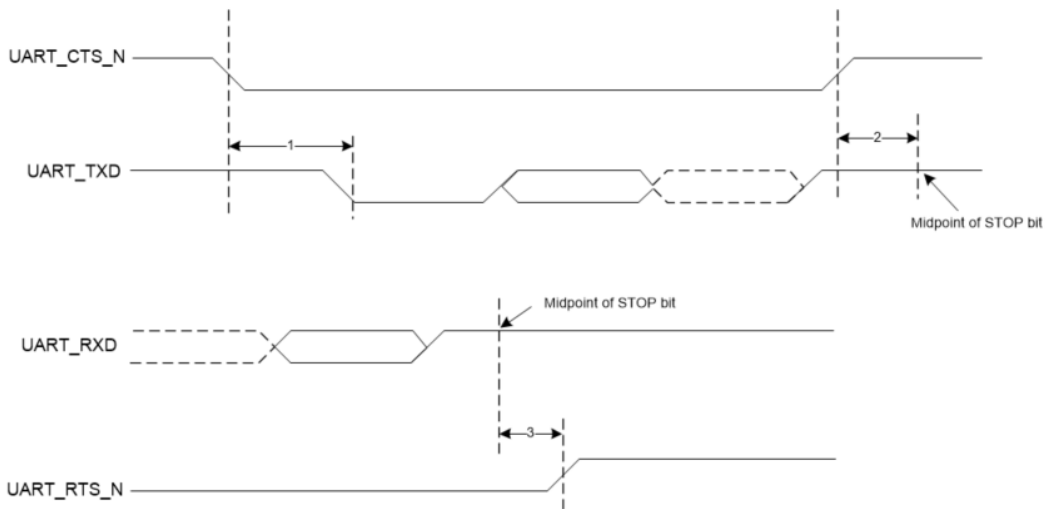 UART_CTS_N
1
2
UART_TXD
Midpoint of STOP bit
Midpoint of STOP bit
UART_RXD
3
UART_RTS_N